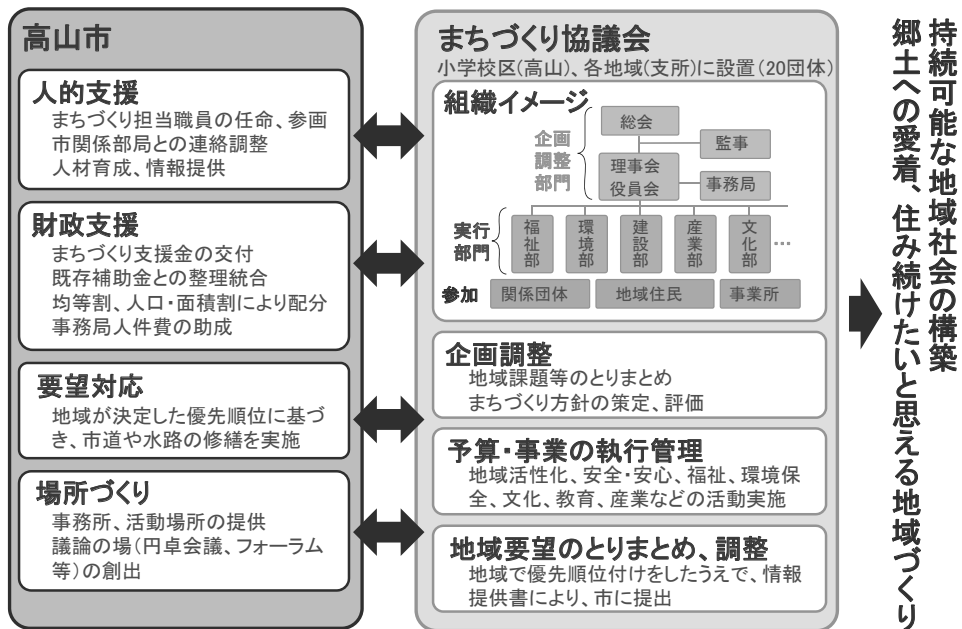 高山市
人的支援
まちづくり担当職員の任命、参画
市関係部局との連絡調整
人材育成、情報提供
財政支援
まちづくり支援金の交付
既存補助金との整理統合
均等割、人口・面積割により配分
事務局人件費の助成
要望対応
地域が決定した優先順位に基づ
き、市道や水路の修繕を実施
場所づくり
事務所、活動場所の提供
議論の場(円卓会議、フォーラム
等)の創出
まちづくり協議会
小学校区(高山)、各地域(支所)に設置(20団体)
組織イメージ
企画
調整
部門
総会
監事
理事会
役員会
事務局
実行
部門
福祉部
環境部
建設部
産業部
文化部
…
参加
関係団体
地域住民
事業所
企画調整
地域課題等のとりまとめ
まちづくり方針の策定、評価
予算・事業の執行管理
地域活性化、安全・安心、福祉、環境保
全、文化、教育、産業などの活動実施
地域要望のとりまとめ、調整
地域で優先順位付けをしたうえで、情報
提供書により、市に提出
持続可能な地域社会の構築
郷土への愛着、住み続けたいと思える地域づくり